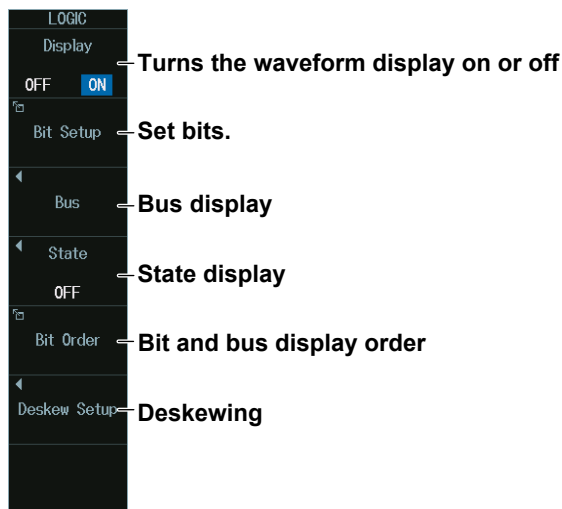 LOGIC
Display
Turns the waveform display on or off
OFF ON
Bit Setup
Set bits.
Bus
Bus display
State
State display
OFF
Bit Order
Bit and bus display order
Deskew Setup
Deskewing